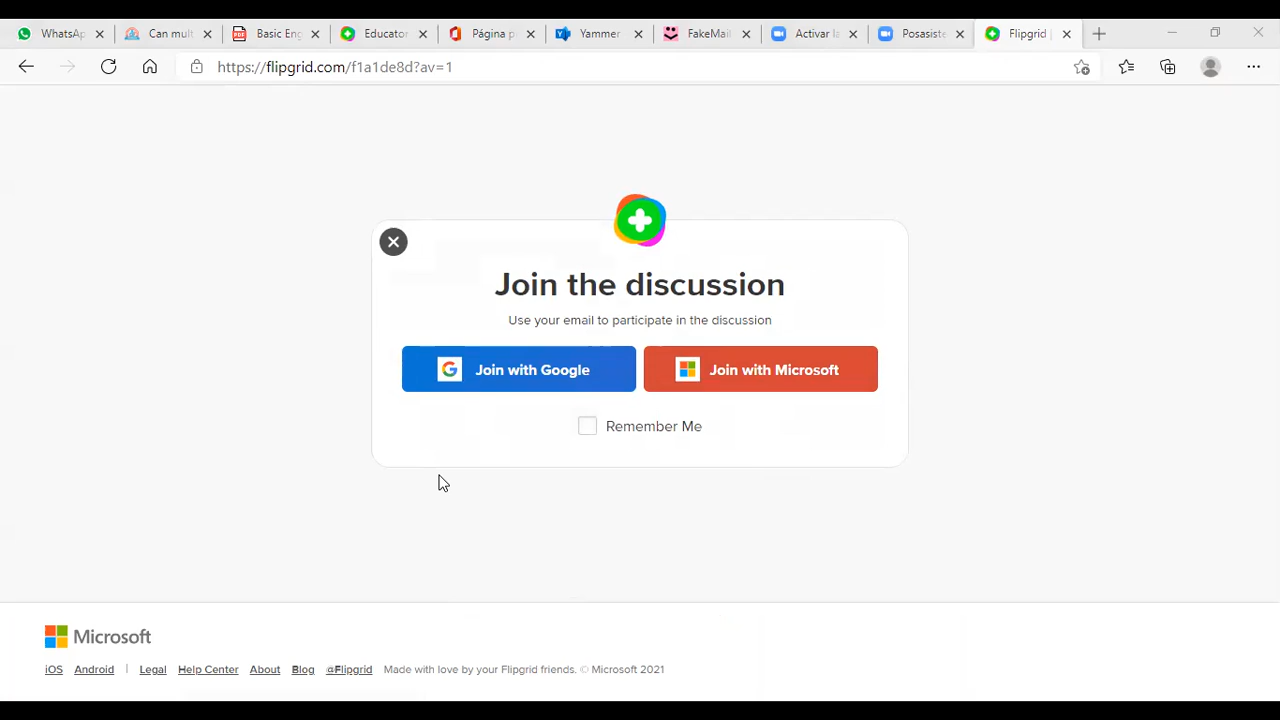 WhatsAp
Can mult
Basic Eng
Educator
Página p
Yammer
FakeMail
Activar la
Posasiste
Flipgrid |
https://flipgrid.com/f1a1de8d?av=1
Join the discussion
Use your email to participate in the discussion
Join with Google
Join with Microsoft
Remember Me
Microsoft
iOS Android | Legal Help Center About Blog @Flipgrid Made with love by your Flipgrid friends. © Microsoft 2021